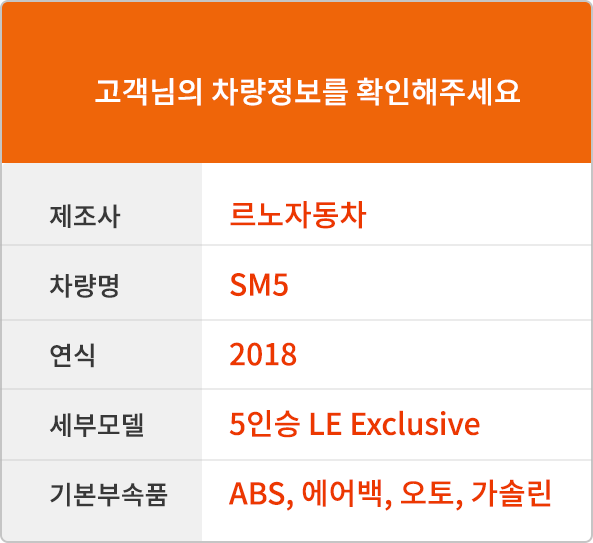 고객님의 차량정보를 확인해주세요
제조사 르노자동차
차량명 SM5
연식 2018
세부모델 5인승 LE Exclusive
기본부속품 ABS, 에어백, 오토, 가솔린